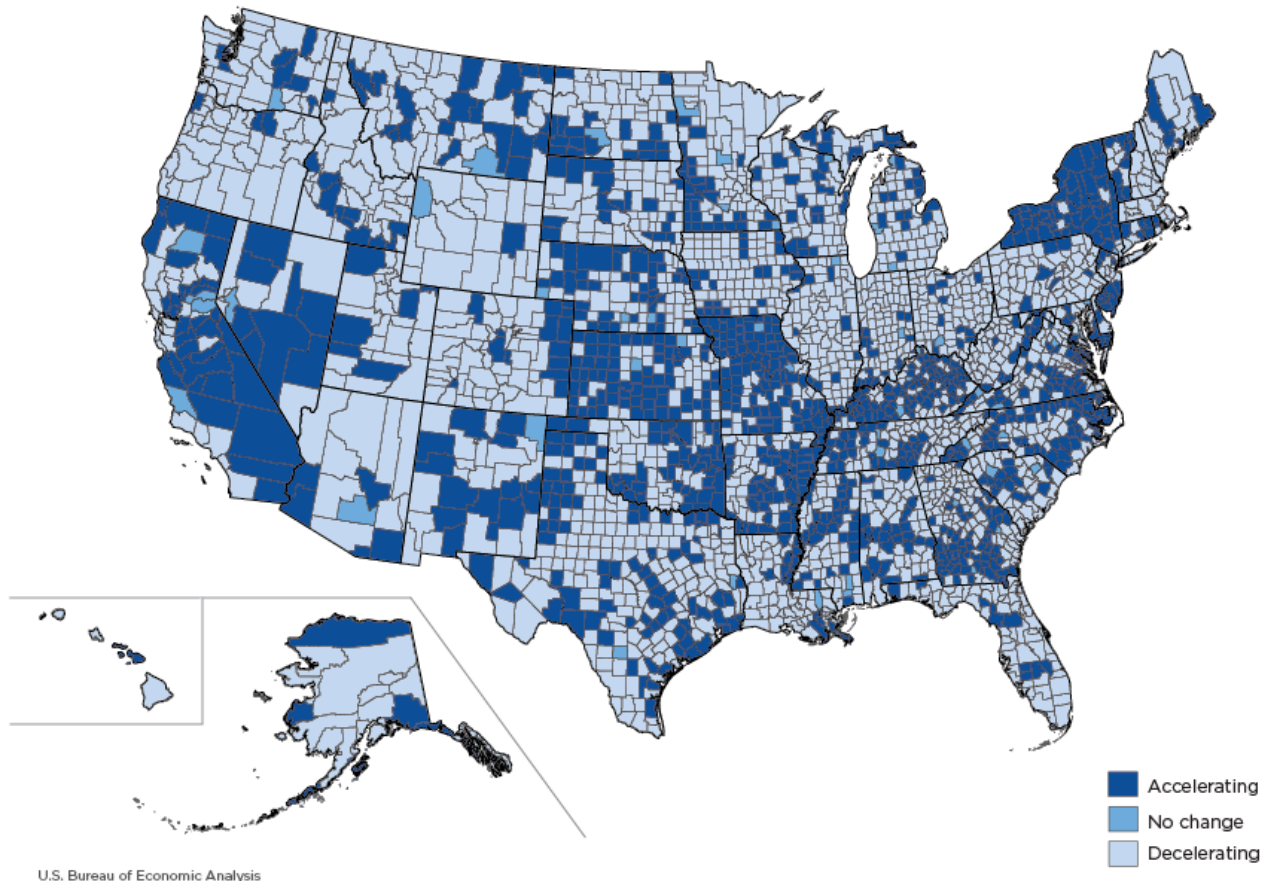 Accelerating
No change
Decelerating
U.S. Bureau of Economic Analysis